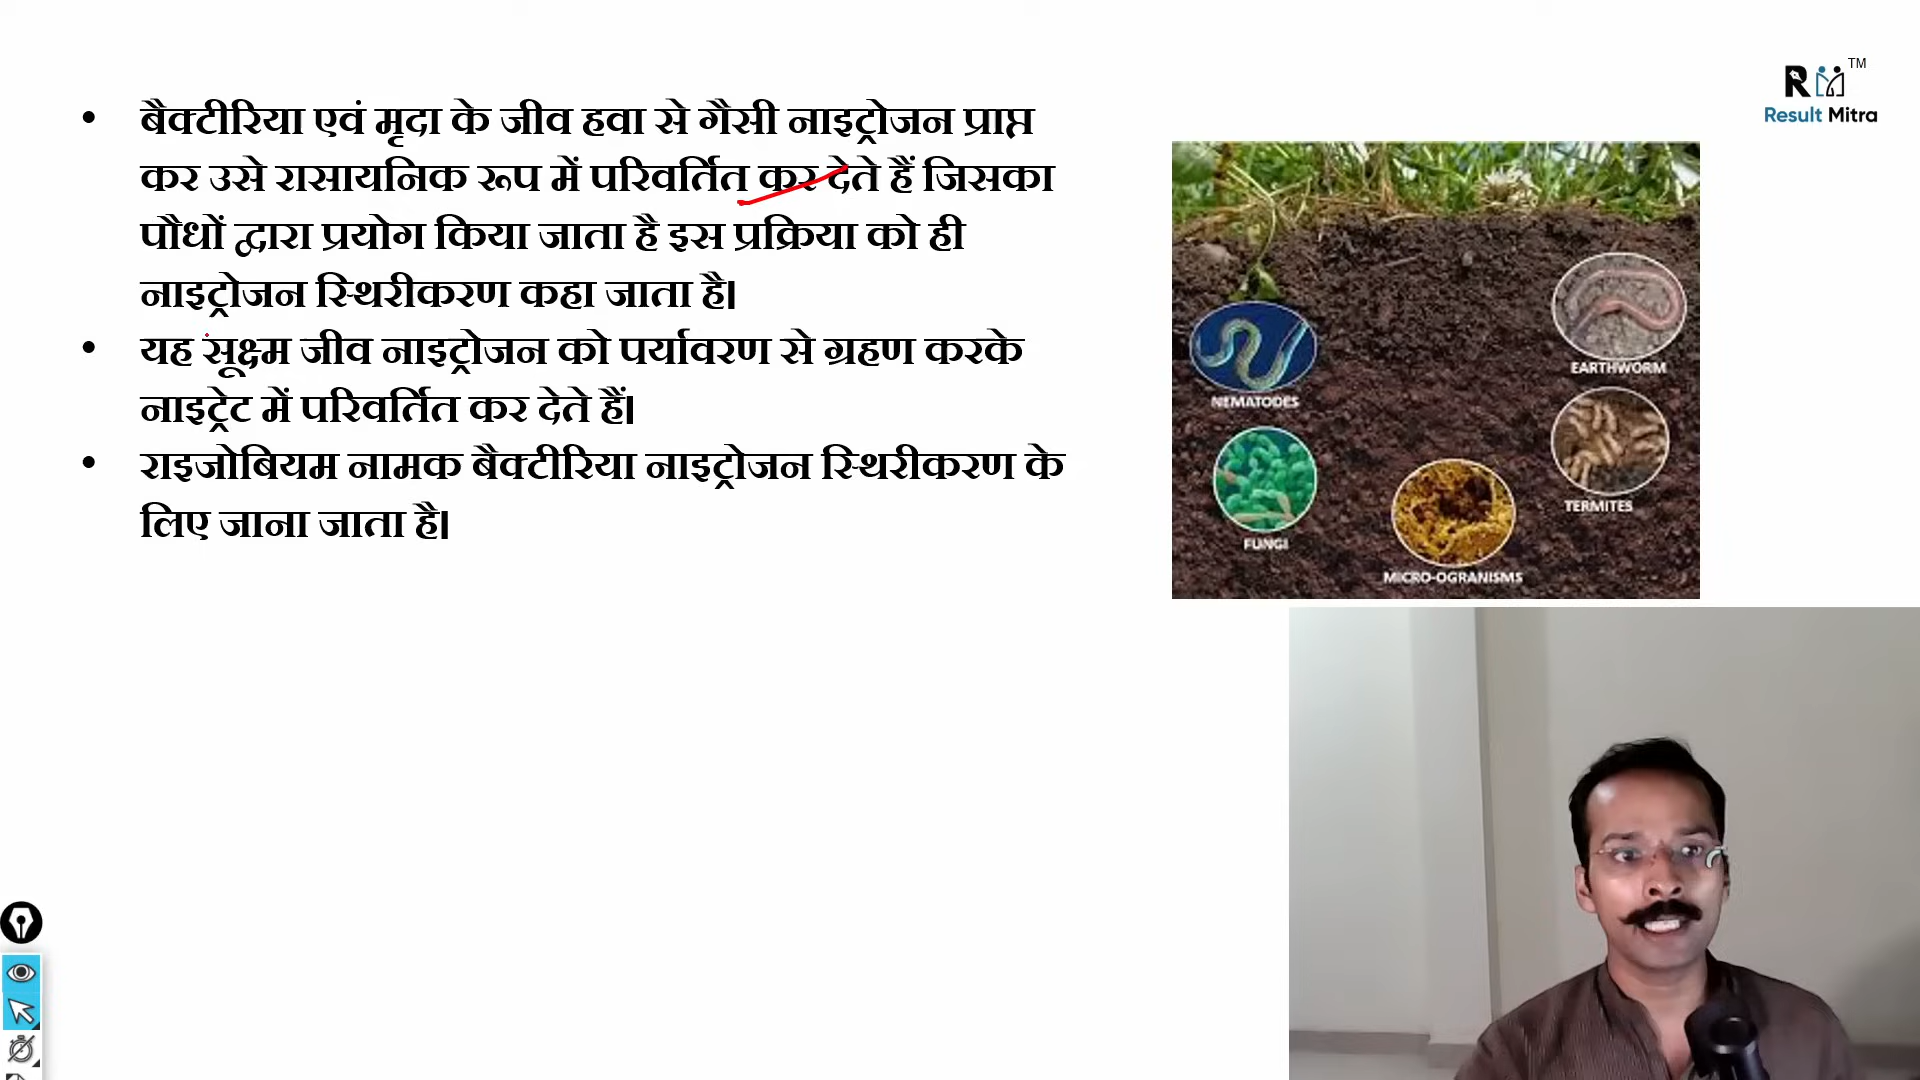 • बैक्टीरिया एवं मृदा के जीव हवा से गैसी नाइट्रोजन प्राप्त
कर उसे रासायनिक रूप में परिवर्तित कर देते हैं जिसका
पौधों द्वारा प्रयोग किया जाता है इस प्रक्रिया को ही
नाइट्रोजन स्थिरीकरण कहा जाता है।
• यह सूक्ष्म जीव नाइट्रोजन को पर्यावरण से ग्रहण करके
नाइट्रेट में परिवर्तित कर देते हैं।
• राइजोबियम नामक बैक्टीरिया नाइट्रोजन स्थिरीकरण के
लिए जाना जाता है।
RM TM
Result Mitra
EARTHWORM
NEMATODES
TERMITES
FUNGI
MICRO-OGRANISMS